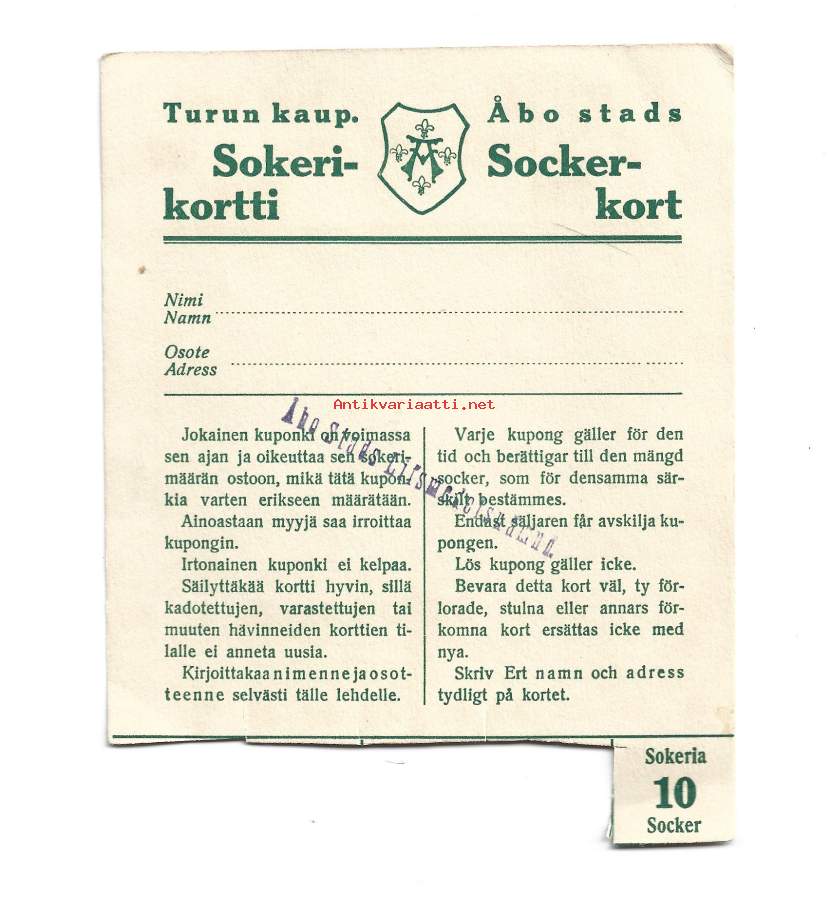 Turun kaup.
Sokeri-
kortti
Åbo stads
Socker-
kort
Nimi
Namn
Osote
Adress
Antikvariaatti.net
Åbo Stads Livsmedelsnämnd.
Jokainen kuponki on voimassa
sen ajan ja oikeuttaa sen sokeri-
määrän ostoon, mikä tätä kupon-
kia varten erikseen määrätään.
Ainoastaan myyjä saa irroittaa
kupongin.
Irtonainen kuponki ei kelpaa.
Säilyttäkää kortti hyvin, sillä
kadotettujen, varastettujen tai
muuten hävinneiden korttien ti-
lalle ei anneta uusia.
Kirjoittakaa nimenne ja osot-
teenne selvästi tälle lehdelle.
Varje kupong gäller för den
tid och berättigar till den mängd
socker, som för densamma sär-
skilt bestämmes.
Endast säljaren får avskilja ku-
pongen.
Lös kupong gäller icke.
Bevara detta kort väl, ty för-
lorade, stulna eller annars för-
komna kort ersättas icke med
nya.
Skriv Ert namn och adress
tydligt på kortet.
Sokeria
10
Socker